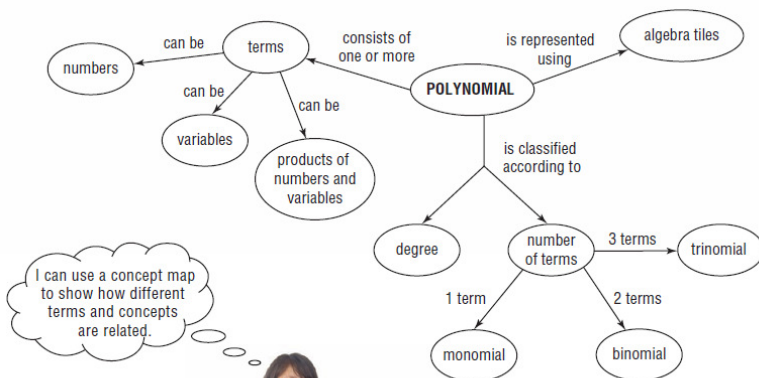 can be
terms
consists of
one or more
is represented
using
algebra tiles
numbers
POLYNOMIAL
can be
can be
variables
products of
numbers and
variables
is classified
according to
degree
number
of terms
3 terms
trinomial
I can use a concept map
to show how different
terms and concepts
are related.
1 term
2 terms
monomial
binomial